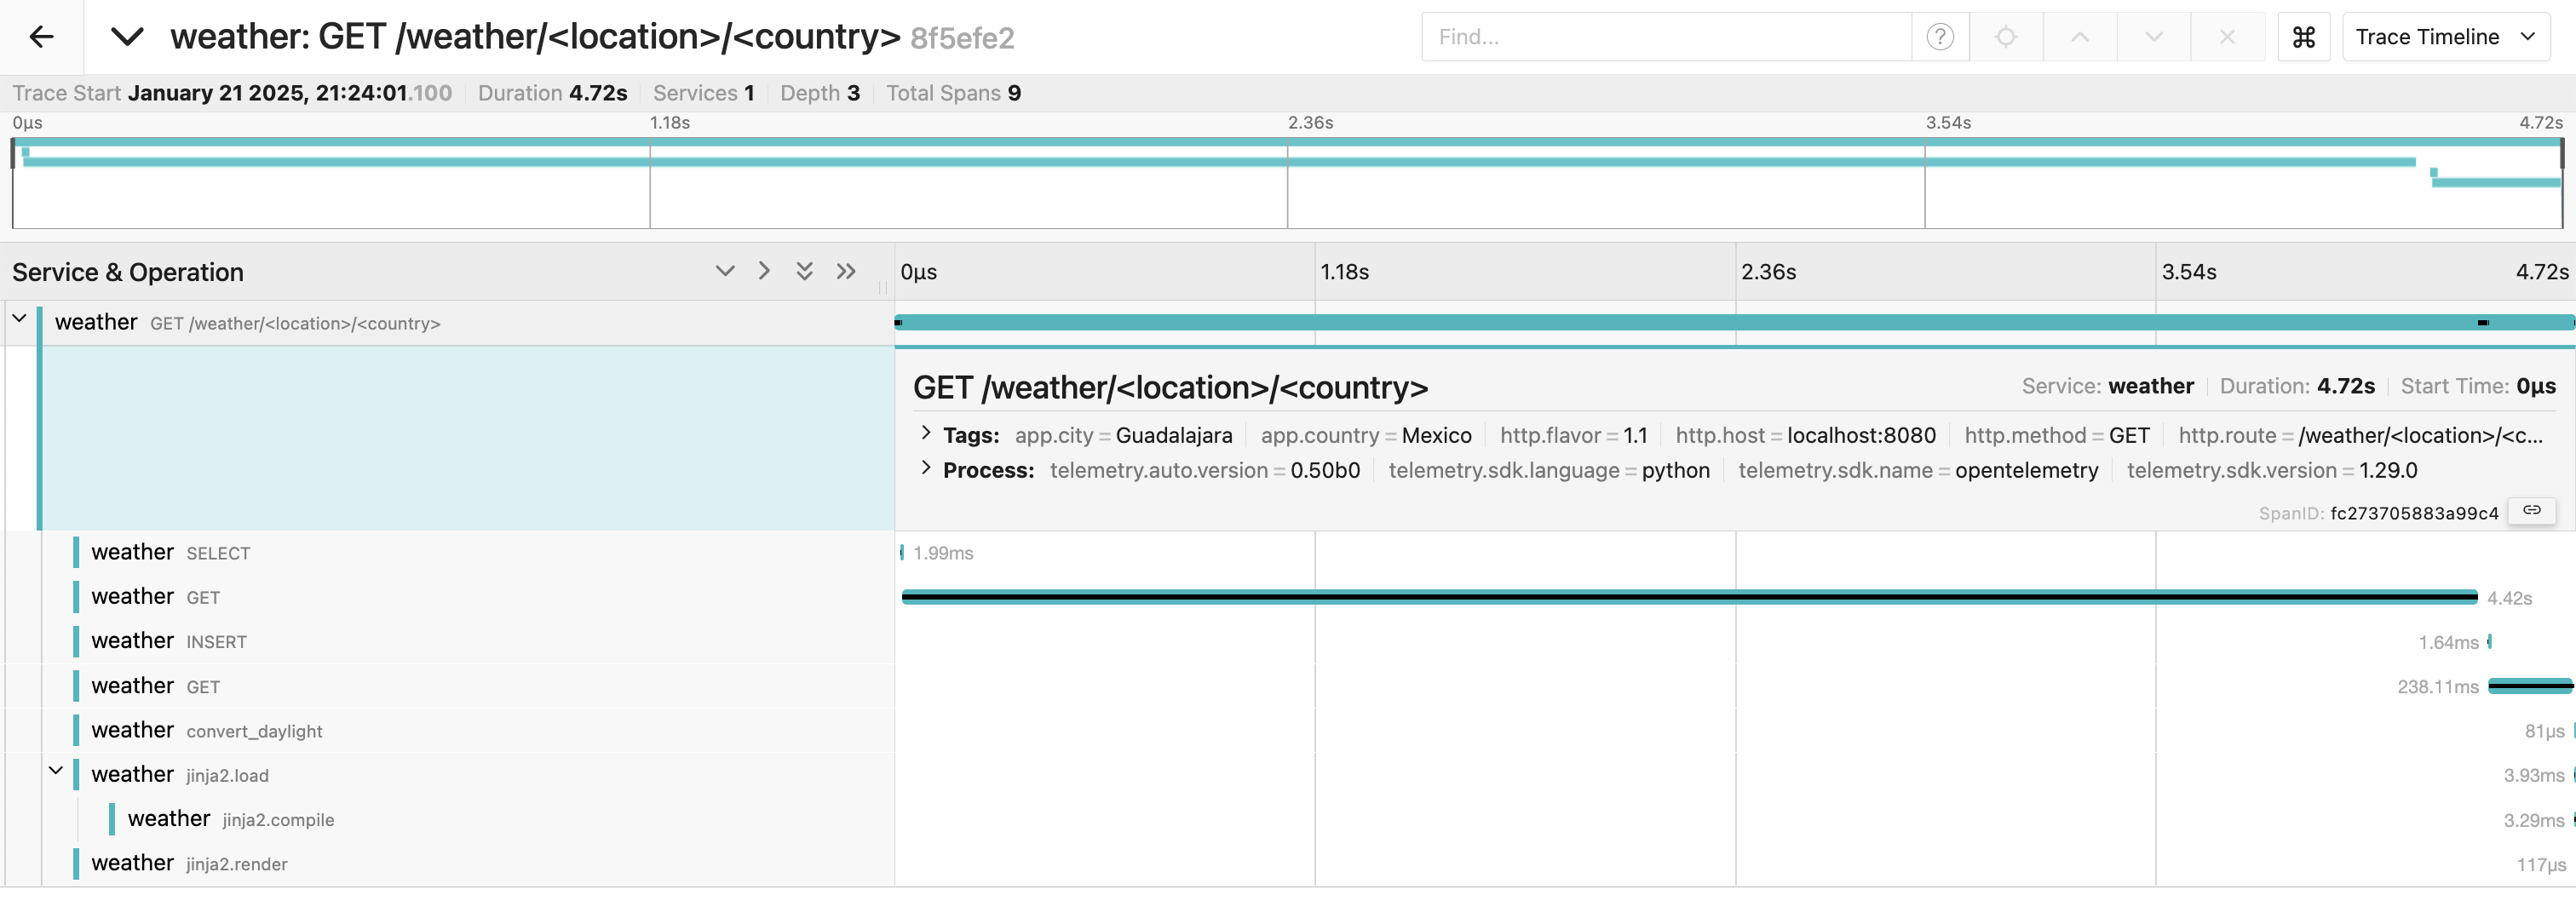 weather: GET /weather/<location>/<country> 8f5efe2
Find...
Trace Timeline
Trace Start January 21 2025, 21:24:01.100 Duration 4.72s Services 1 Depth 3 Total Spans 9
0μs 1.18s 2.36s 3.54s 4.72s
Service & Operation 0μs 1.18s 2.36s 3.54s 4.72s
weather GET /weather/<location>/<country>
GET /weather/<location>/<country> Service: weather Duration: 4.72s Start Time: 0μs
Tags: app.city = Guadalajara app.country = Mexico http.flavor = 1.1 http.host = localhost:8080 http.method = GET http.route = /weather/<location>/<c...
Process: telemetry.auto.version = 0.50b0 telemetry.sdk.language = python telemetry.sdk.name = opentelemetry telemetry.sdk.version = 1.29.0
SpanID: fc273705883a99c4
weather SELECT 1.99ms
weather GET 4.42s
weather INSERT 1.64ms
weather GET 238.11ms
weather convert_daylight 81μs
weather jinja2.load 3.93ms
weather jinja2.compile 3.29ms
weather jinja2.render 117μs